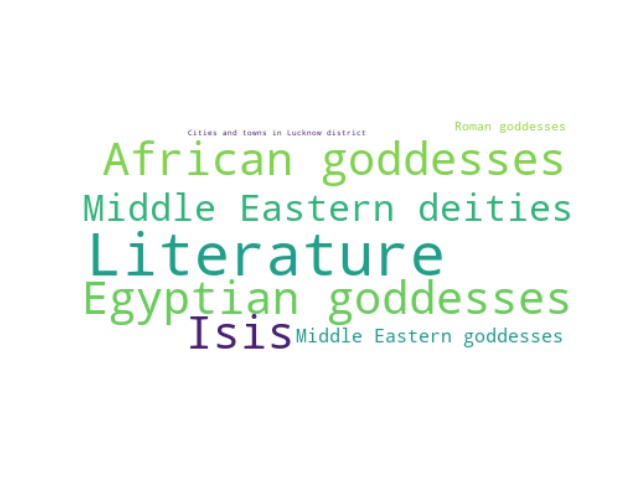 Roman goddesses
Cities and towns in Lucknow district
African goddesses
Middle Eastern deities
Literature
Egyptian goddesses
Isis
Middle Eastern goddesses